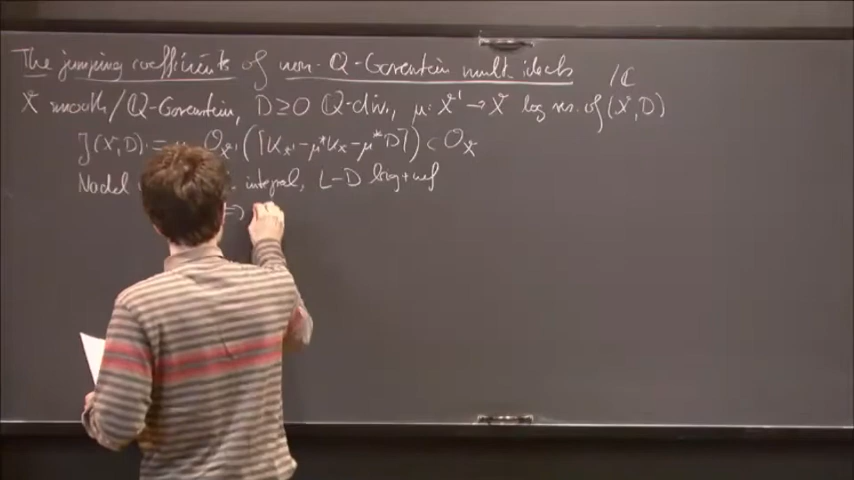 The jumping coefficients of non-Q-Gorenstein mult. ideals
/ℂ
X smooth/Q-Gorenstein, D≥0 Q-div., μ: X' → X log res. of (X, D)
J(X,D) = O_X' (⌈K_X' - μ*K_X - μ*D⌉) ⊂ O_X
Nadel integral, L-D big+nef
⇒